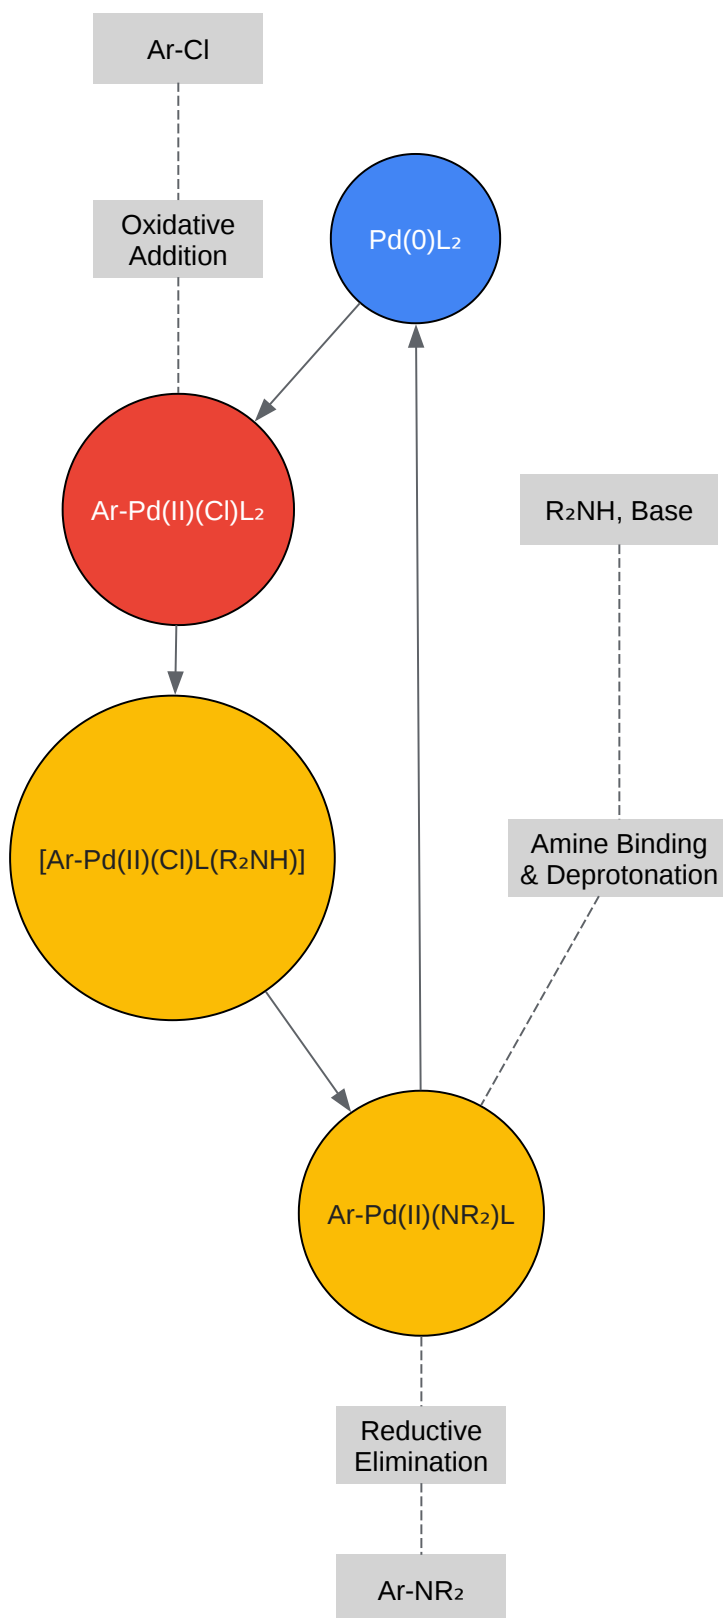 Ar-Cl
Oxidative
Addition
Pd(0)L₂
Ar-Pd(II)(Cl)L₂
R₂NH, Base
[Ar-Pd(II)(Cl)L(R₂NH)]
Amine Binding
& Deprotonation
Ar-Pd(II)(NR₂)L
Reductive
Elimination
Ar-NR₂